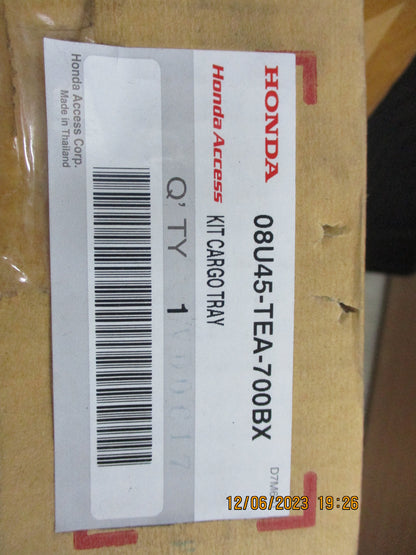 HONDA
08U45-TEA-700BX
Honda Access
KIT CARGO TRAY
Q'TY 1
Honda Access Corp.
Made in Thailand
12/06/2023 19:26